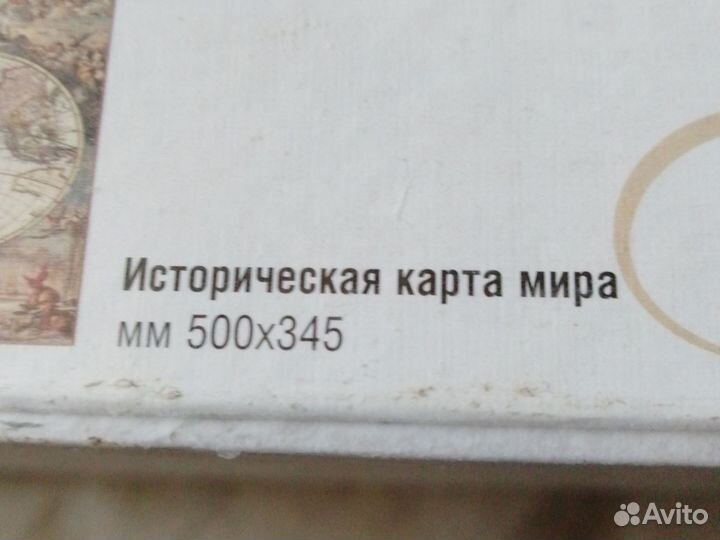 Историческая карта мира
мм 500x345
Avito